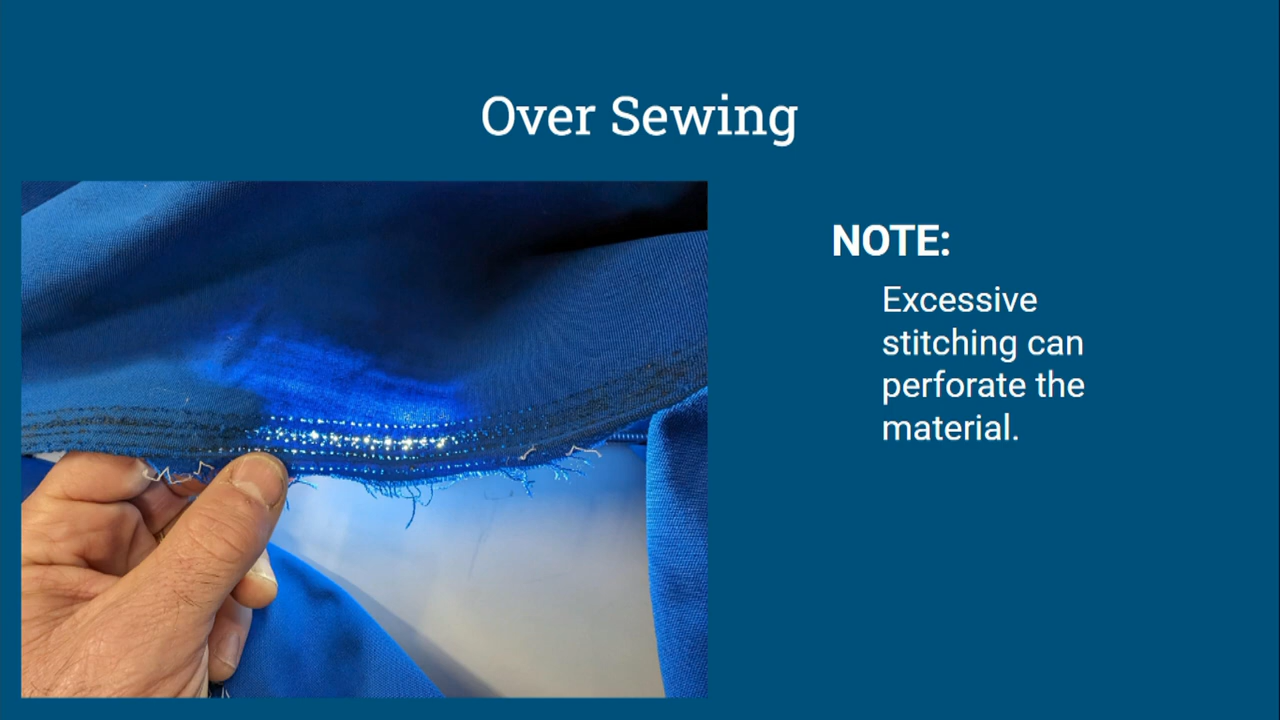 Over Sewing
NOTE:
Excessive
stitching can
perforate the
material.